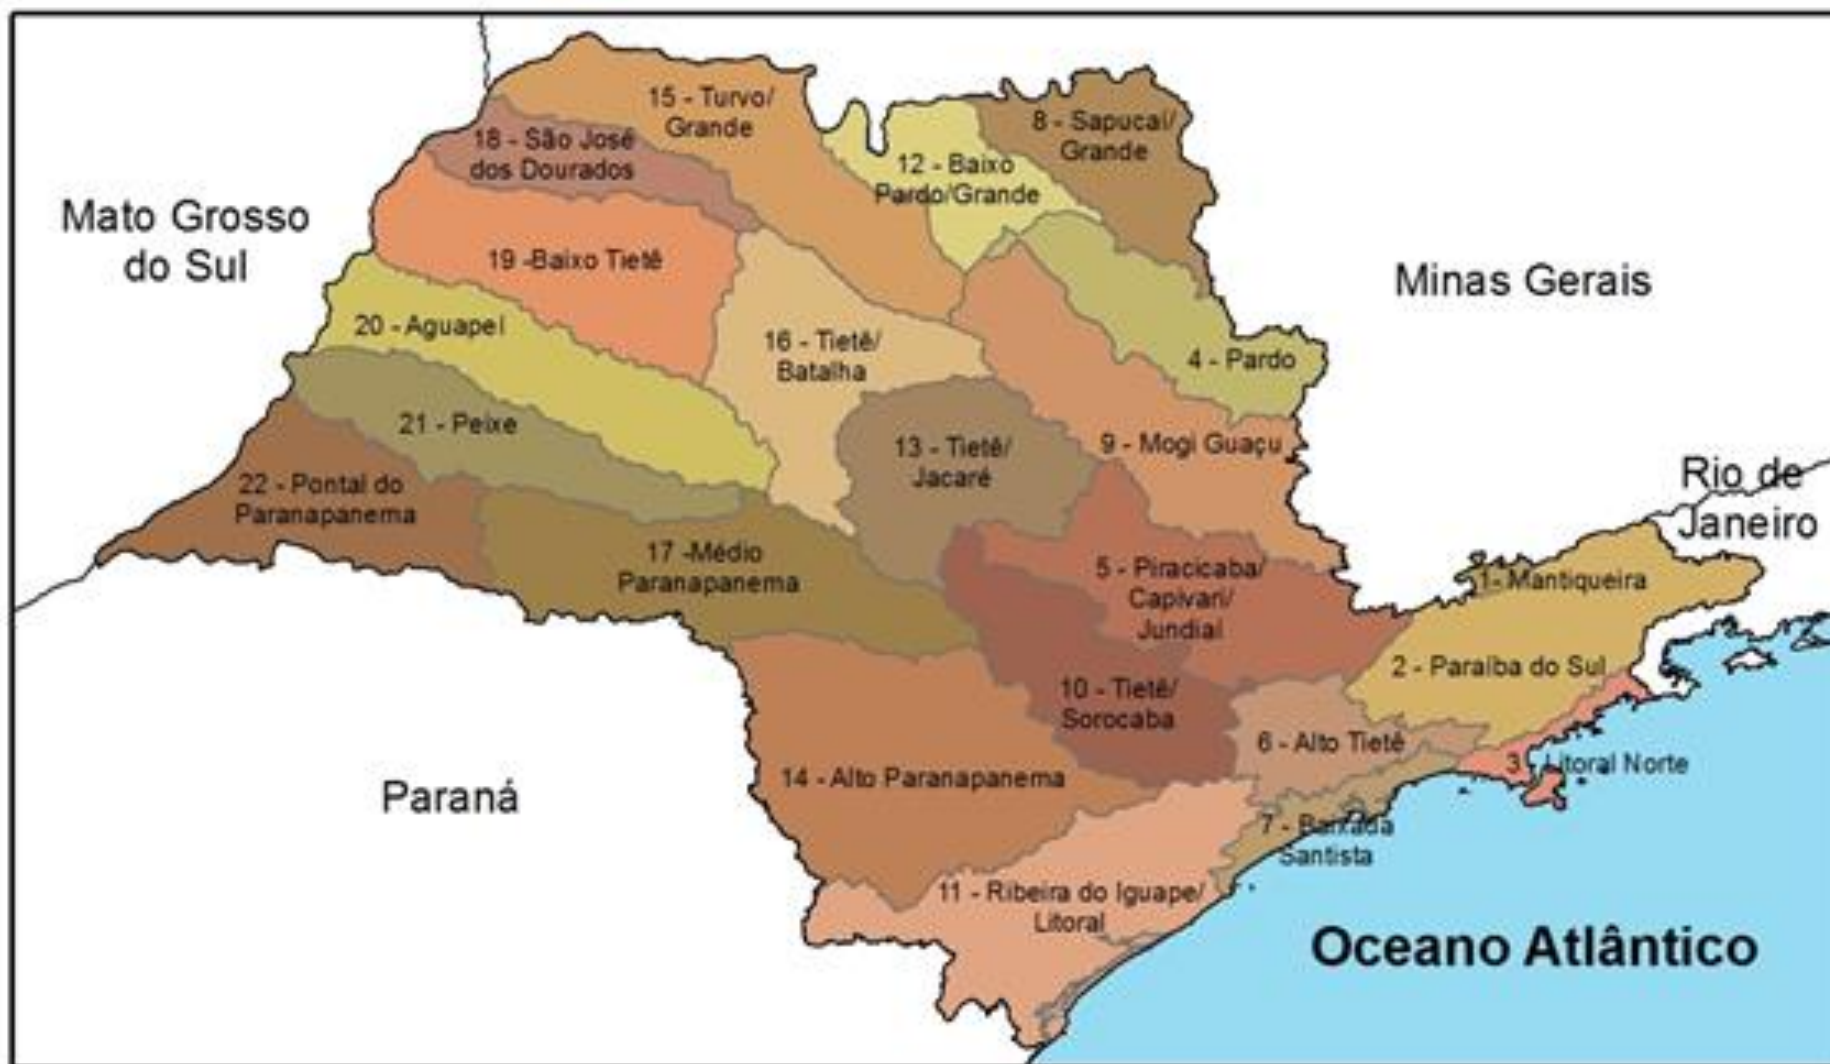 15 - Turvo/
Grande
8 - Sapucaí/
Grande
18 - São José
dos Dourados
12 - Baixo
Pardo/Grande
Mato Grosso
do Sul
19 -Baixo Tietê
Minas Gerais
20 - Aguapeí
16 - Tietê/
Batalha
4 - Pardo
21 - Peixe
13 - Tietê/
Jacaré
9 - Mogi Guaçu
22 - Pontal do
Paranapanema
Rio de
Janeiro
17 -Médio
Paranapanema
5 - Piracicaba/
Capivari/
Jundiaí
1- Mantiqueira
2 - Paraíba do Sul
10 - Tietê/
Sorocaba
6 - Alto Tietê
3 - Litoral Norte
14 - Alto Paranapanema
Paraná
7 - Baixada
Santista
11 - Ribeira do Iguape/
Litoral
Oceano Atlântico